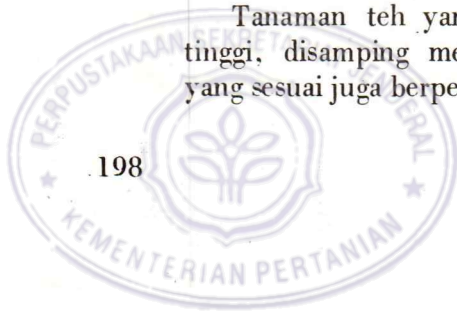 Tanaman teh yan
tinggi, disamping me
yang sesuai juga berpe
198
PERPUSTAKAAN SEKRETARIAT JENDERAL
KEMENTERIAN PERTANIAN